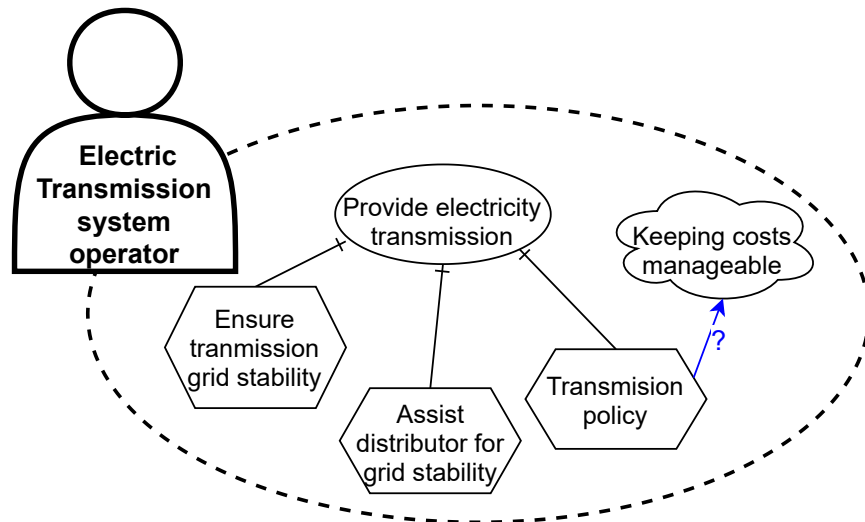 Electric
Transmission
system
operator
Provide electricity
transmission
Keeping costs
manageable
?
Ensure
tranmission
grid stability
Assist
distributor for
grid stability
Transmision
policy